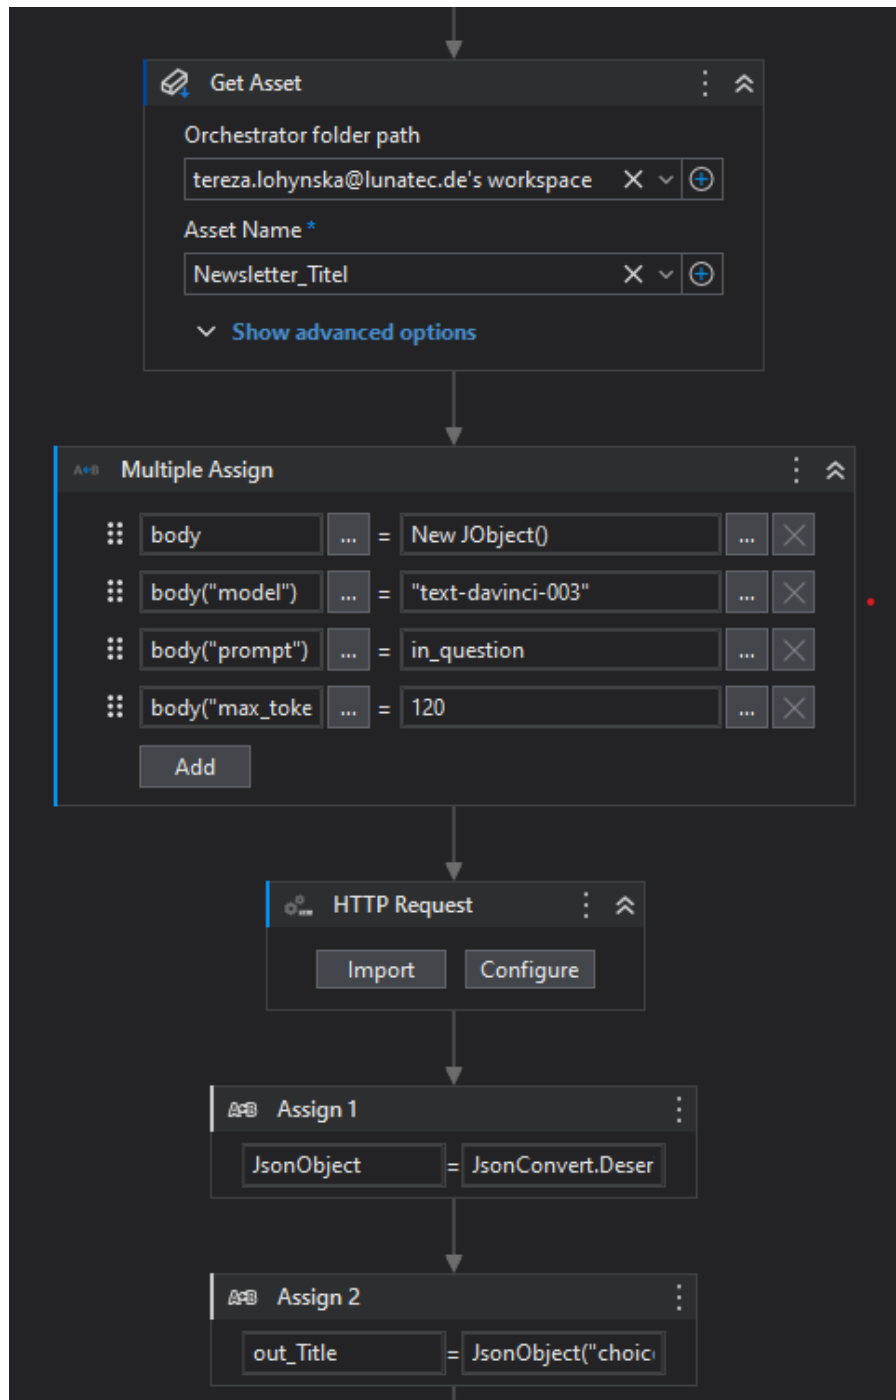 Get Asset
Orchestrator folder path
tereza.lohynska@lunatec.de's workspace
Asset Name *
Newsletter_Titel
Show advanced options
A←B Multiple Assign
body ... = New JObject() ...
body("model") ... = "text-davinci-003" ...
body("prompt") ... = in_question ...
body("max_toke ... = 120 ...
Add
HTTP Request
Import Configure
A⇐B Assign 1
JsonObject = JsonConvert.Deser
A⇐B Assign 2
out_Title = JsonObject("choic